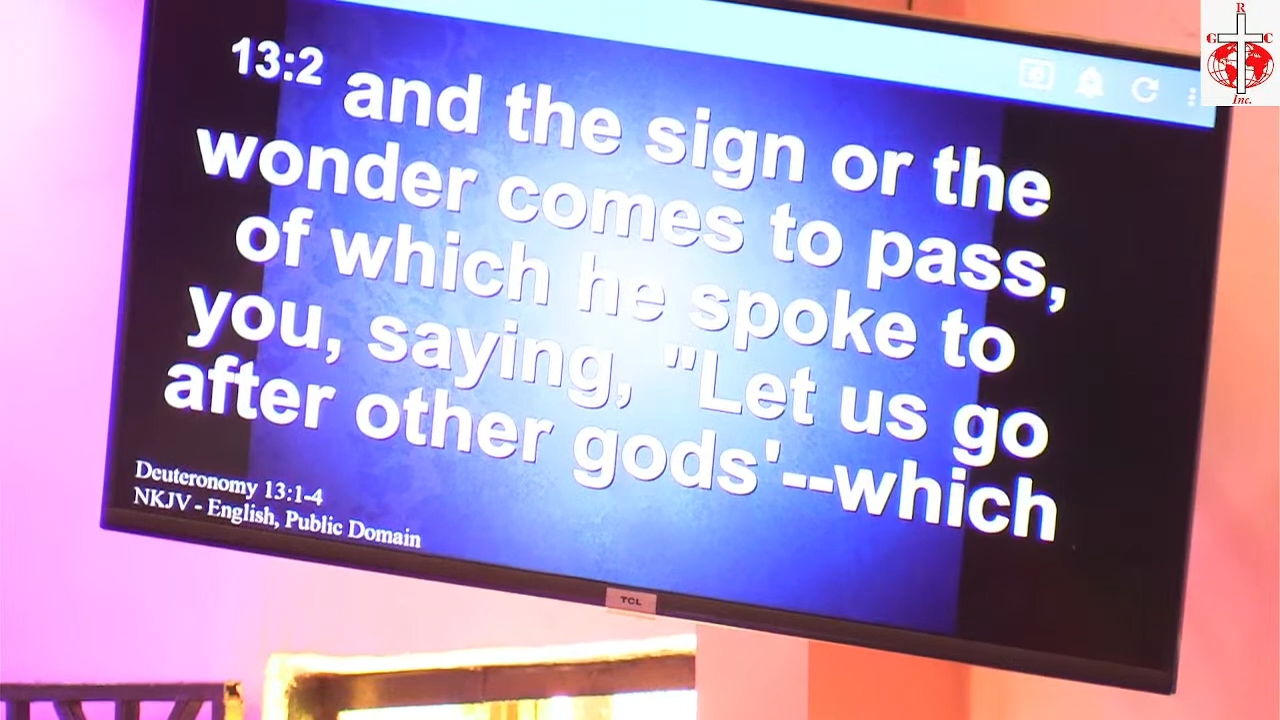 13:2 and the sign or the
wonder comes to pass,
of which he spoke to
you, saying, "Let us go
after other gods'--which
Deuteronomy 13:1-4
NKJV - English, Public Domain
TCL
R
G C
Inc.